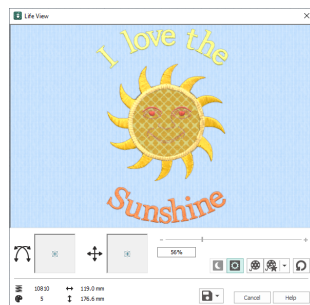 Life View
I love the
Sunshine
56%
10810
119.0 mm
5
176.6 mm
Cancel
Help